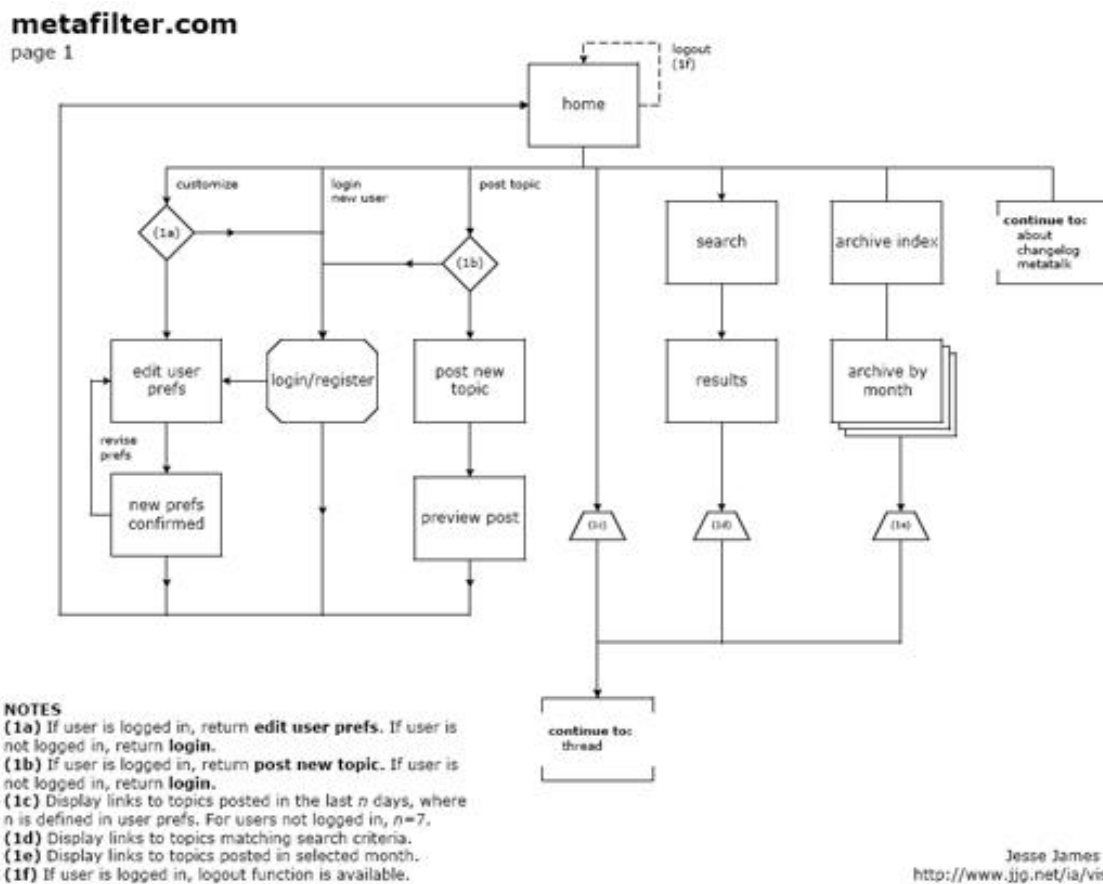 metafilter.com
page 1
logout
(1f)
home
customize
login
new user
post topic
(1a)
(1b)
search
archive index
continue to:
about
changelog
metatalk
edit user
prefs
login/register
post new
topic
results
archive by
month
revise
prefs
new prefs
confirmed
preview post
(1c)
(1d)
(1e)
continue to:
thread
NOTES
(1a) If user is logged in, return edit user prefs. If user is
not logged in, return login.
(1b) If user is logged in, return post new topic. If user is
not logged in, return login.
(1c) Display links to topics posted in the last n days, where
n is defined in user prefs. For users not logged in, n=7.
(1d) Display links to topics matching search criteria.
(1e) Display links to topics posted in selected month.
(1f) If user is logged in, logout function is available.
Jesse James
http://www.jjg.net/ia/vis